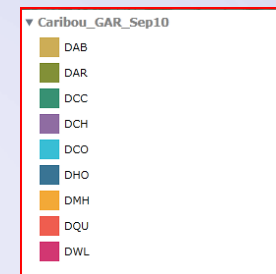 Caribou_GAR_Sep10
DAB
DAR
DCC
DCH
DCO
DHO
DMH
DQU
DWL